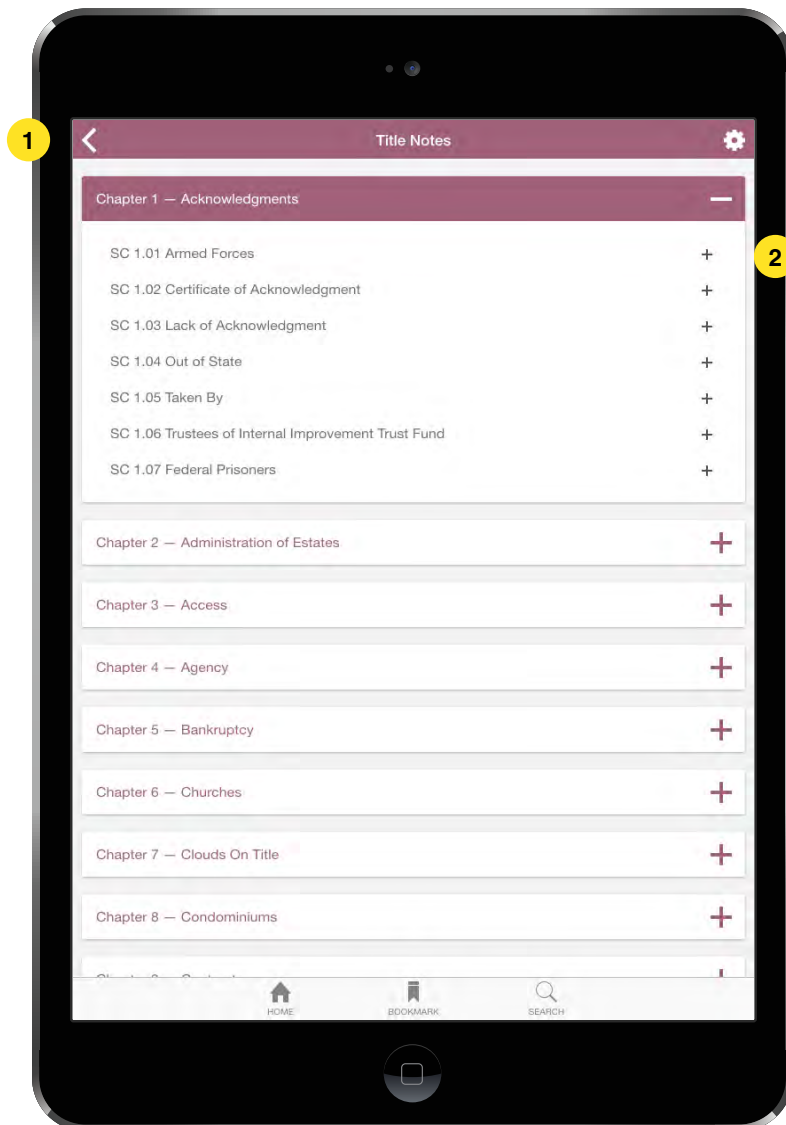 1
Title Notes
Chapter 1 — Acknowledgments
2
SC 1.01 Armed Forces
SC 1.02 Certificate of Acknowledgment
SC 1.03 Lack of Acknowledgment
SC 1.04 Out of State
SC 1.05 Taken By
SC 1.06 Trustees of Internal Improvement Trust Fund
SC 1.07 Federal Prisoners
Chapter 2 — Administration of Estates
Chapter 3 — Access
Chapter 4 — Agency
Chapter 5 — Bankruptcy
Chapter 6 — Churches
Chapter 7 — Clouds On Title
Chapter 8 — Condominiums
HOME BOOKMARK SEARCH